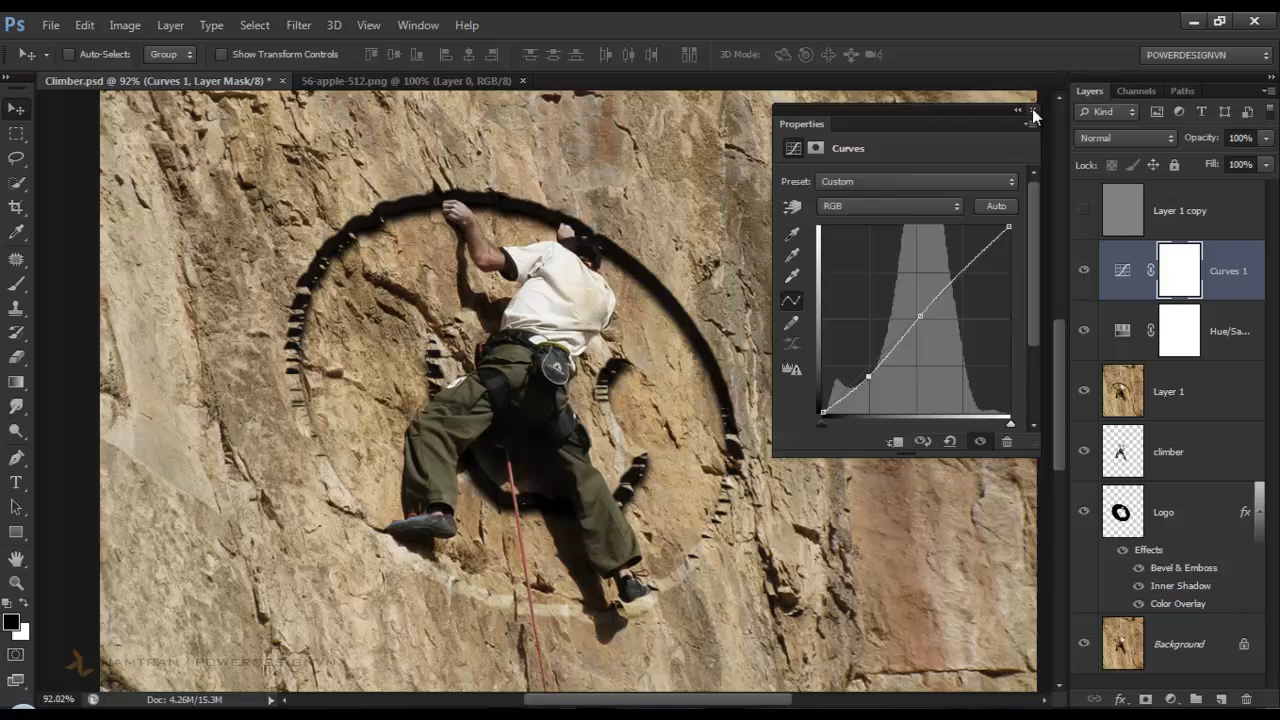 Ps File Edit Image Layer Type Select Filter 3D View Window Help
Auto-Select: Group Show Transform Controls 3D Mode: POWERDESIGNVN
Climber.psd @ 92% (Curves 1, Layer Mask/8) * × 56-apple-512.png @ 100% (Layer 0, RGB/8) ×
Layers Channels Paths
Kind
Normal Opacity: 100%
Lock: Fill: 100%
Properties
Curves
Preset: Custom
RGB Auto
Layer 1 copy
Curves 1
Hue/Sa...
Layer 1
climber
Logo fx
Effects
Bevel & Emboss
Inner Shadow
Color Overlay
Background
NAMTRAN / POWERDESIGNVN
92.02% Doc: 4.26M/15.3M
fx